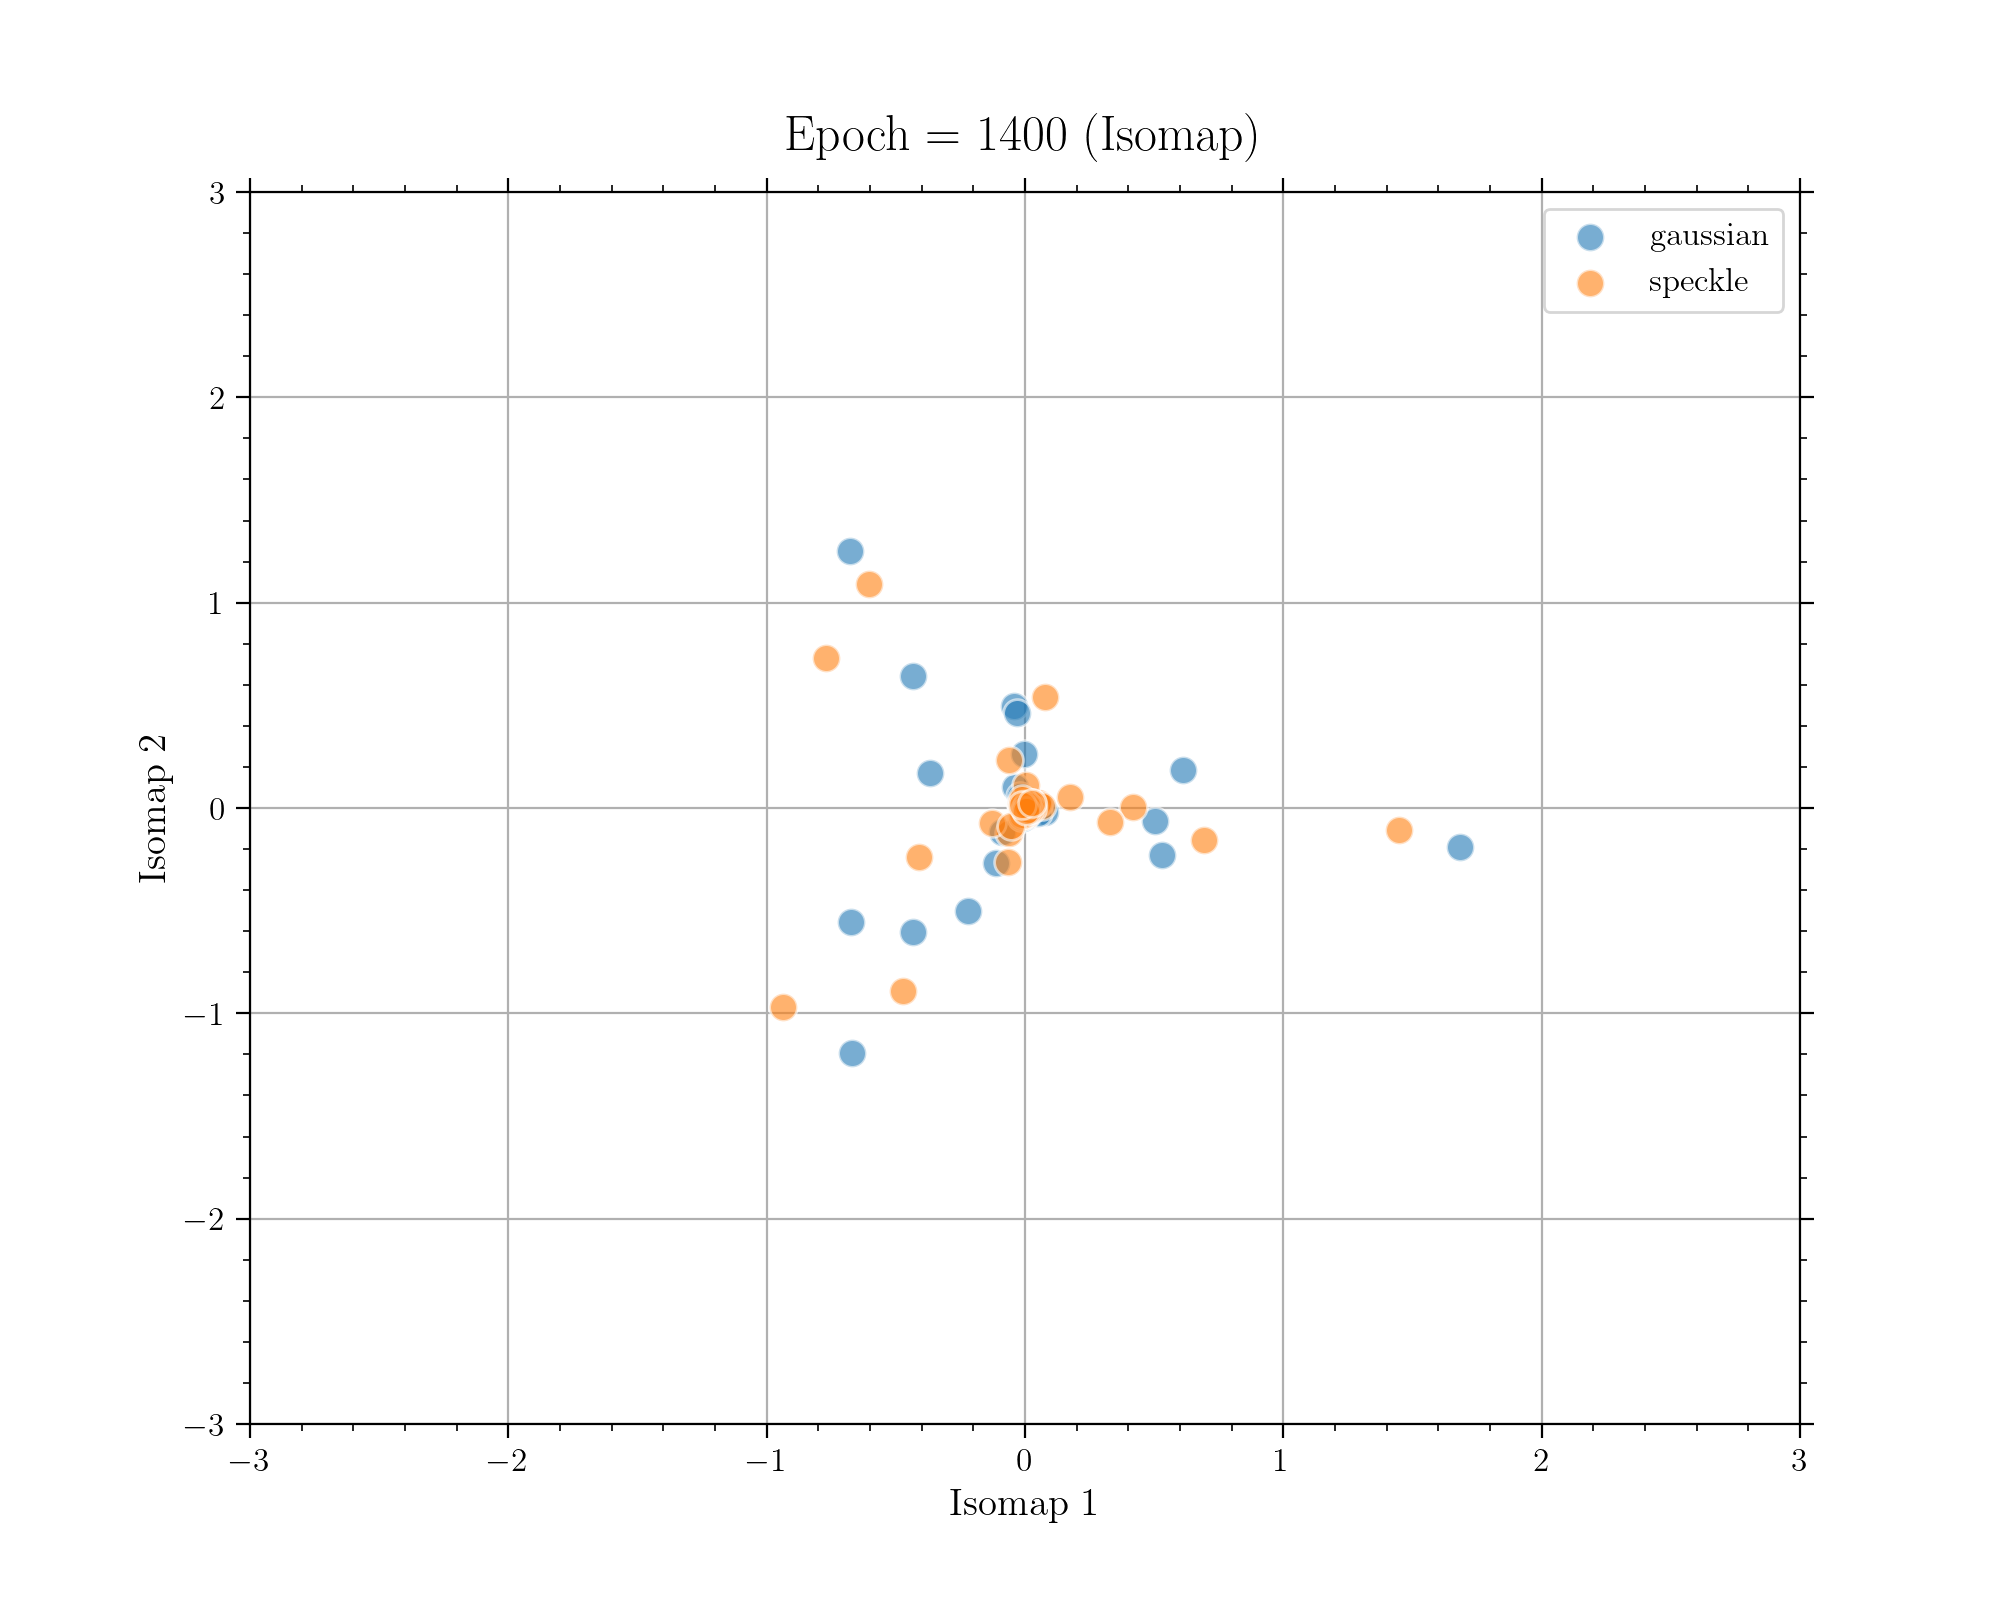 Epoch = 1400 (Isomap)
gaussian
speckle
3
2
1
0
−1
−2
−3
Isomap 2
−3
−2
−1
0
1
2
3
Isomap 1